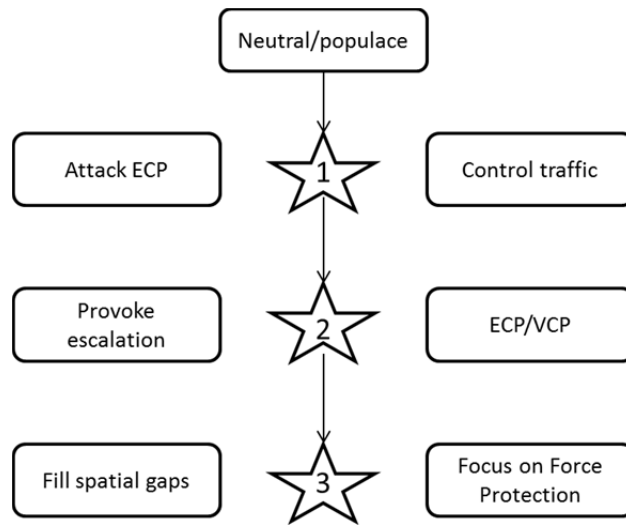 Neutral/populace
Attack ECP
1
Control traffic
Provoke
escalation
2
ECP/VCP
Fill spatial gaps
3
Focus on Force
Protection